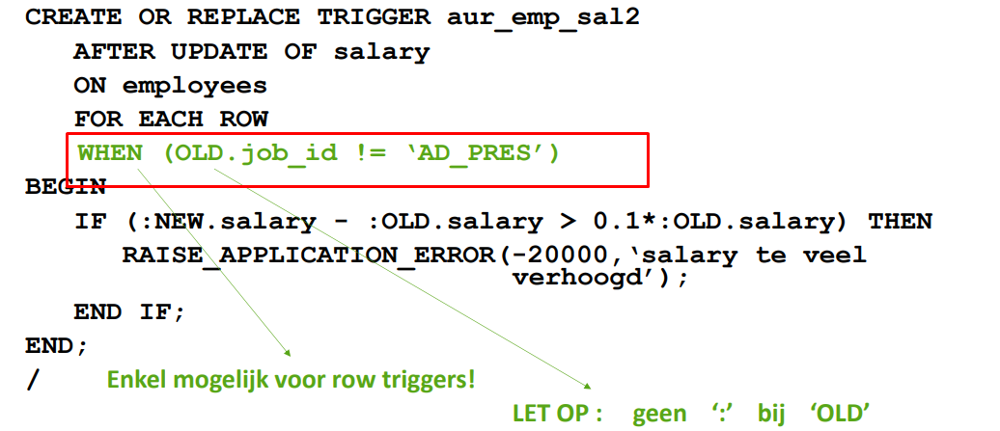 CREATE OR REPLACE TRIGGER aur_emp_sal2
AFTER UPDATE OF salary
ON employees
FOR EACH ROW
WHEN (OLD.job_id != ‘AD_PRES’)
BEGIN
IF (:NEW.salary - :OLD.salary > 0.1*:OLD.salary) THEN
RAISE_APPLICATION_ERROR(-20000,‘salary te veel
verhoogd’);
END IF;
END;
/
Enkel mogelijk voor row triggers!
LET OP : geen ‘:’ bij ‘OLD’